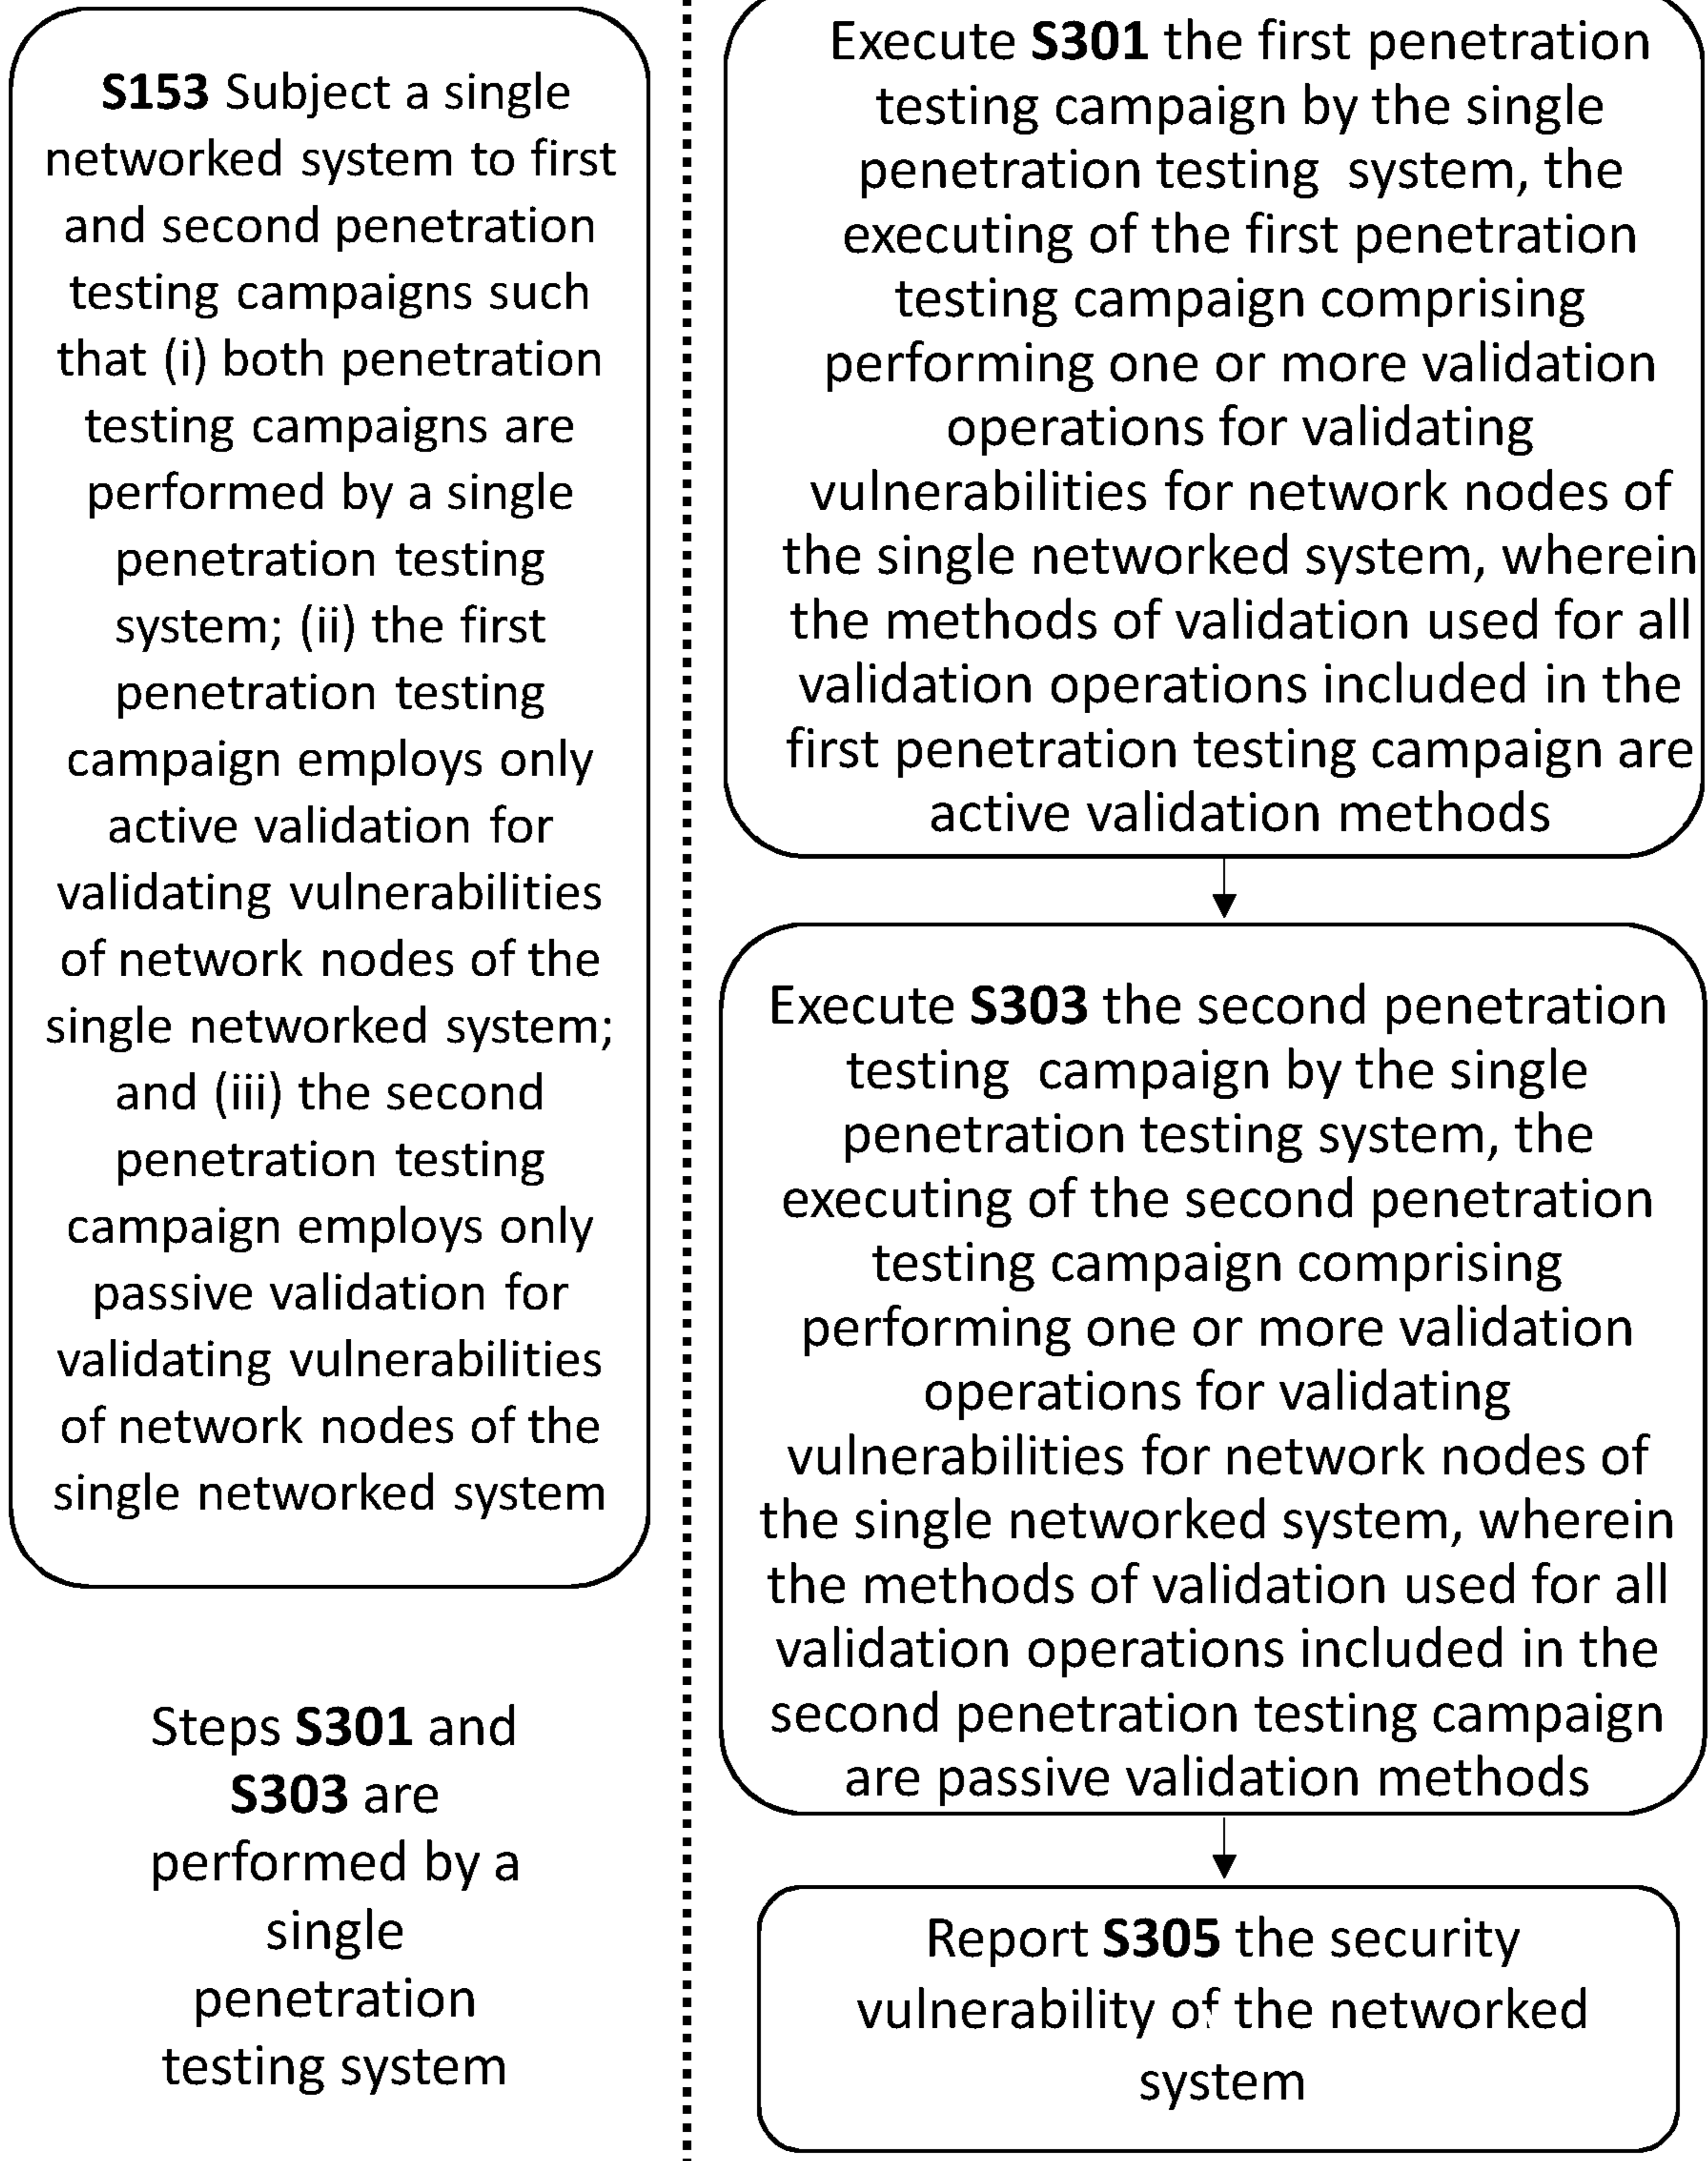 S153 Subject a single
networked system to first
and second penetration
testing campaigns such
that (i) both penetration
testing campaigns are
performed by a single
penetration testing
system; (ii) the first
penetration testing
campaign employs only
active validation for
validating vulnerabilities
of network nodes of the
single networked system;
and (iii) the second
penetration testing
campaign employs only
passive validation for
validating vulnerabilities
of network nodes of the
single networked system
Steps S301 and
S303 are
performed by a
single
penetration
testing system
Execute S301 the first penetration
testing campaign by the single
penetration testing system, the
executing of the first penetration
testing campaign comprising
performing one or more validation
operations for validating
vulnerabilities for network nodes of
the single networked system, wherein
the methods of validation used for all
validation operations included in the
first penetration testing campaign are
active validation methods
Execute S303 the second penetration
testing campaign by the single
penetration testing system, the
executing of the second penetration
testing campaign comprising
performing one or more validation
operations for validating
vulnerabilities for network nodes of
the single networked system, wherein
the methods of validation used for all
validation operations included in the
second penetration testing campaign
are passive validation methods
Report S305 the security
vulnerability of the networked
system